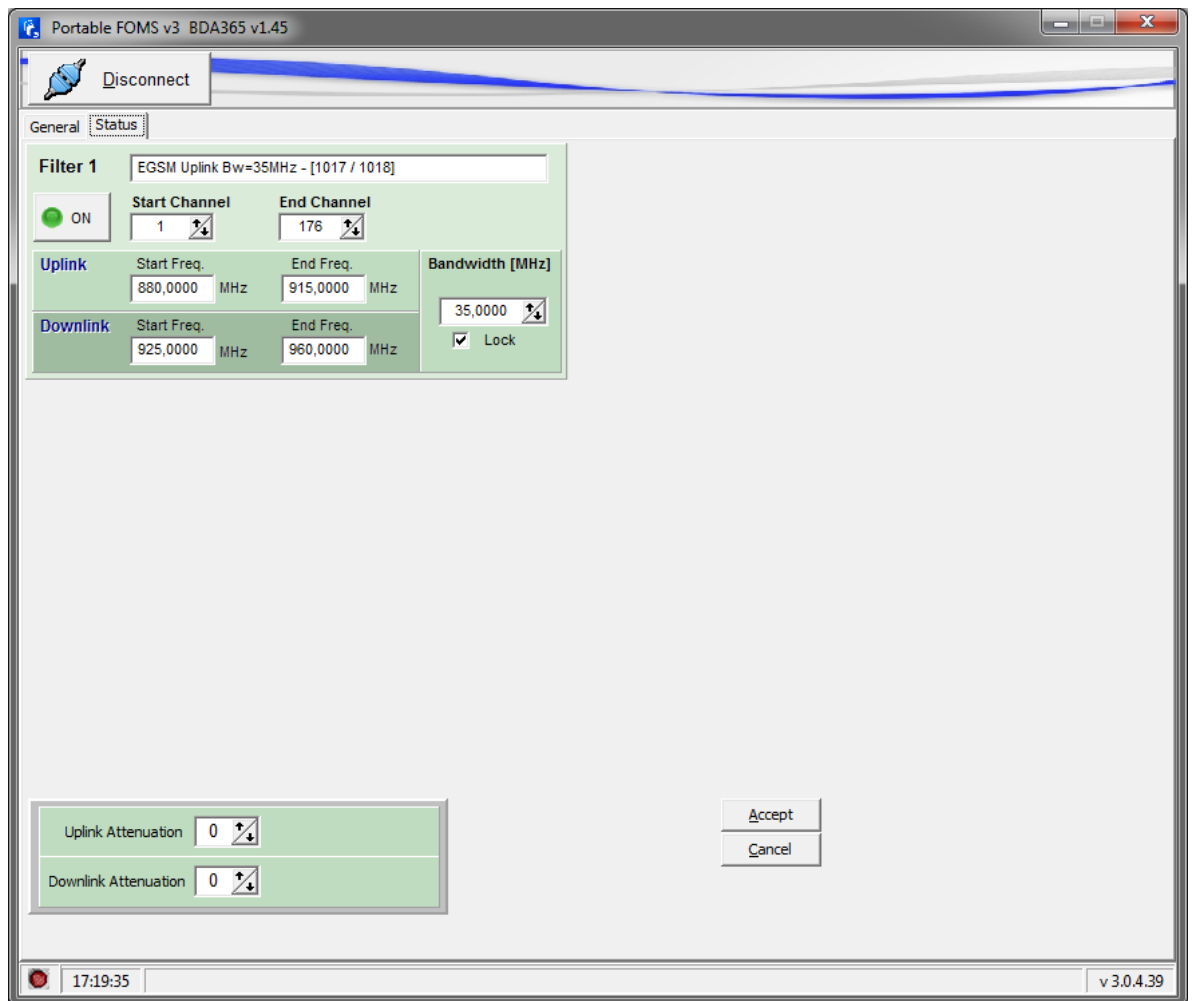 Portable FOMS v3 BDA365 v1.45
Disconnect
General Status
Filter 1 EGSM Uplink Bw=35MHz - [1017 / 1018]
ON
Start Channel End Channel
1 176
Uplink Start Freq. End Freq. Bandwidth [MHz]
880,0000 MHz 915,0000 MHz
35,0000
Downlink Start Freq. End Freq.
Lock
925,0000 MHz 960,0000 MHz
Uplink Attenuation 0
Downlink Attenuation 0
Accept
Cancel
17:19:35 v 3.0.4.39